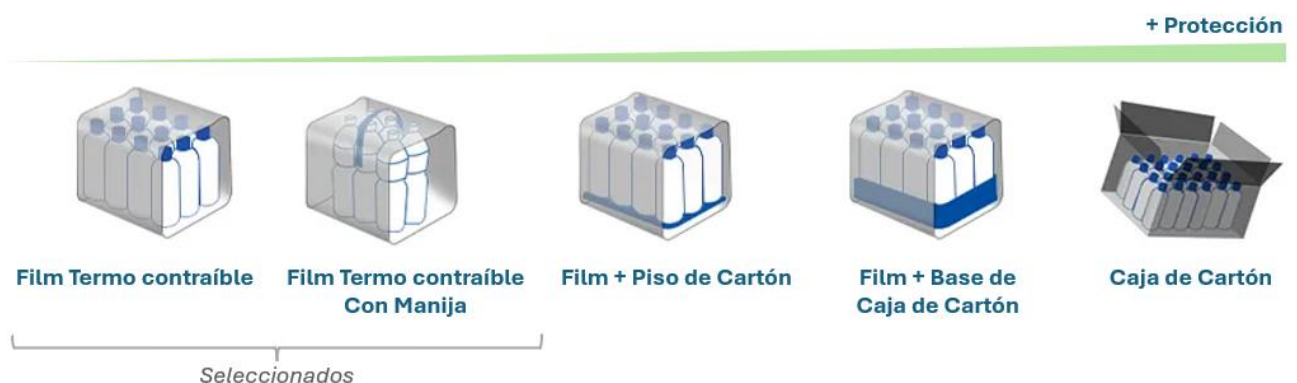 + Protección
Film Termo contraíble
Film Termo contraíble
Con Manija
Film + Piso de Cartón
Film + Base de
Caja de Cartón
Caja de Cartón
Seleccionados